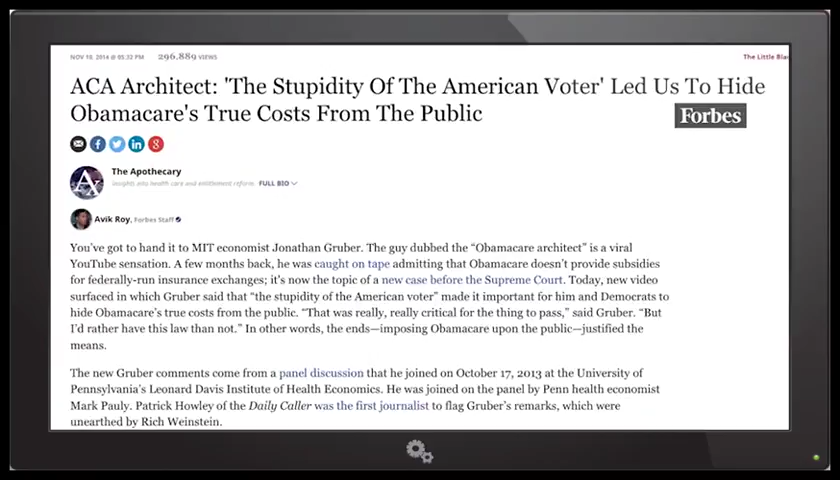 NOV 10, 2014 @ 05:32 PM 296,889 VIEWS
The Little Bla
ACA Architect: 'The Stupidity Of The American Voter' Led Us To Hide
Obamacare's True Costs From The Public
Forbes
The Apothecary
Insights into health care and entitlement reform. FULL BIO
Avik Roy, Forbes Staff
You've got to hand it to MIT economist Jonathan Gruber. The guy dubbed the “Obamacare architect” is a viral
YouTube sensation. A few months back, he was caught on tape admitting that Obamacare doesn't provide subsidies
for federally-run insurance exchanges; it's now the topic of a new case before the Supreme Court. Today, new video
surfaced in which Gruber said that “the stupidity of the American voter” made it important for him and Democrats to
hide Obamacare's true costs from the public. “That was really, really critical for the thing to pass,” said Gruber. “But
I'd rather have this law than not.” In other words, the ends—imposing Obamacare upon the public—justified the
means.
The new Gruber comments come from a panel discussion that he joined on October 17, 2013 at the University of
Pennsylvania's Leonard Davis Institute of Health Economics. He was joined on the panel by Penn health economist
Mark Pauly. Patrick Howley of the Daily Caller was the first journalist to flag Gruber's remarks, which were
unearthed by Rich Weinstein.